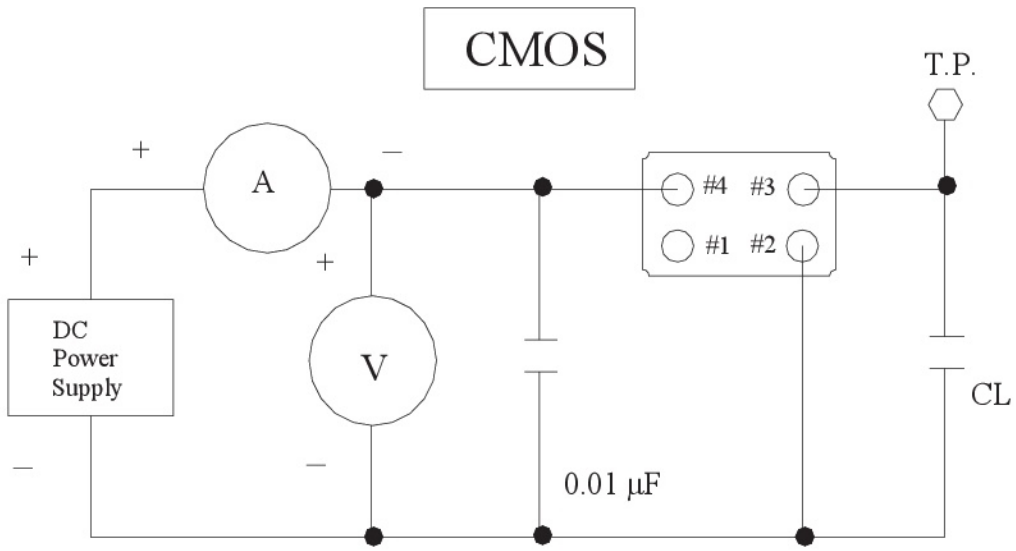 CMOS
T.P.
+
A
−
#4 #3
#1 #2
+
+
DC
Power
Supply
V
CL
−
−
0.01 µF